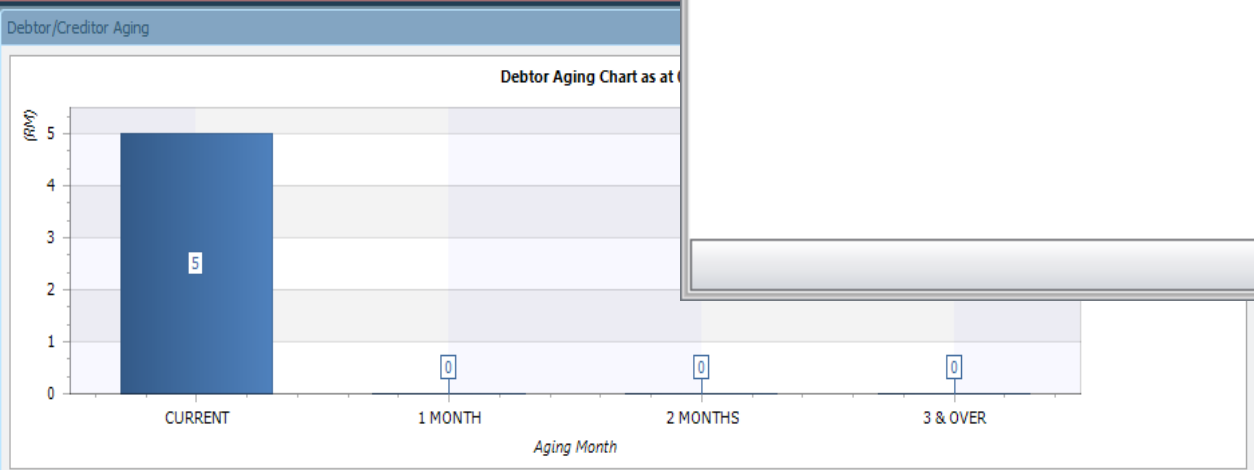 Debtor/Creditor Aging
Debtor Aging Chart as at
(RM)
5
4
3
2
1
0
5
0
0
0
CURRENT
1 MONTH
2 MONTHS
3 & OVER
Aging Month